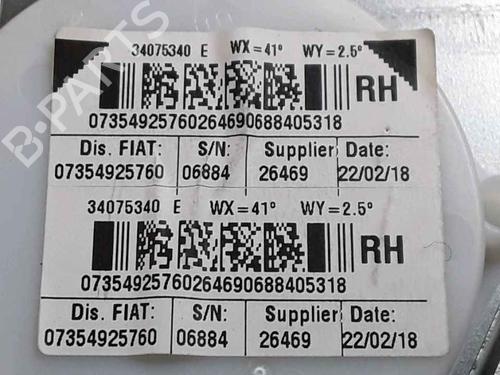 34075340 E WX=41° WY=2.5°
RH
07354925760264690688405318
Dis. FIAT: S/N: Supplier Date:
07354925760 06884 26469 22/02/18
34075340 E WX=41° WY=2.5°
RH
07354925760264690688405318
Dis. FIAT: S/N: Supplier Date:
07354925760 06884 26469 22/02/18
B-PARTS